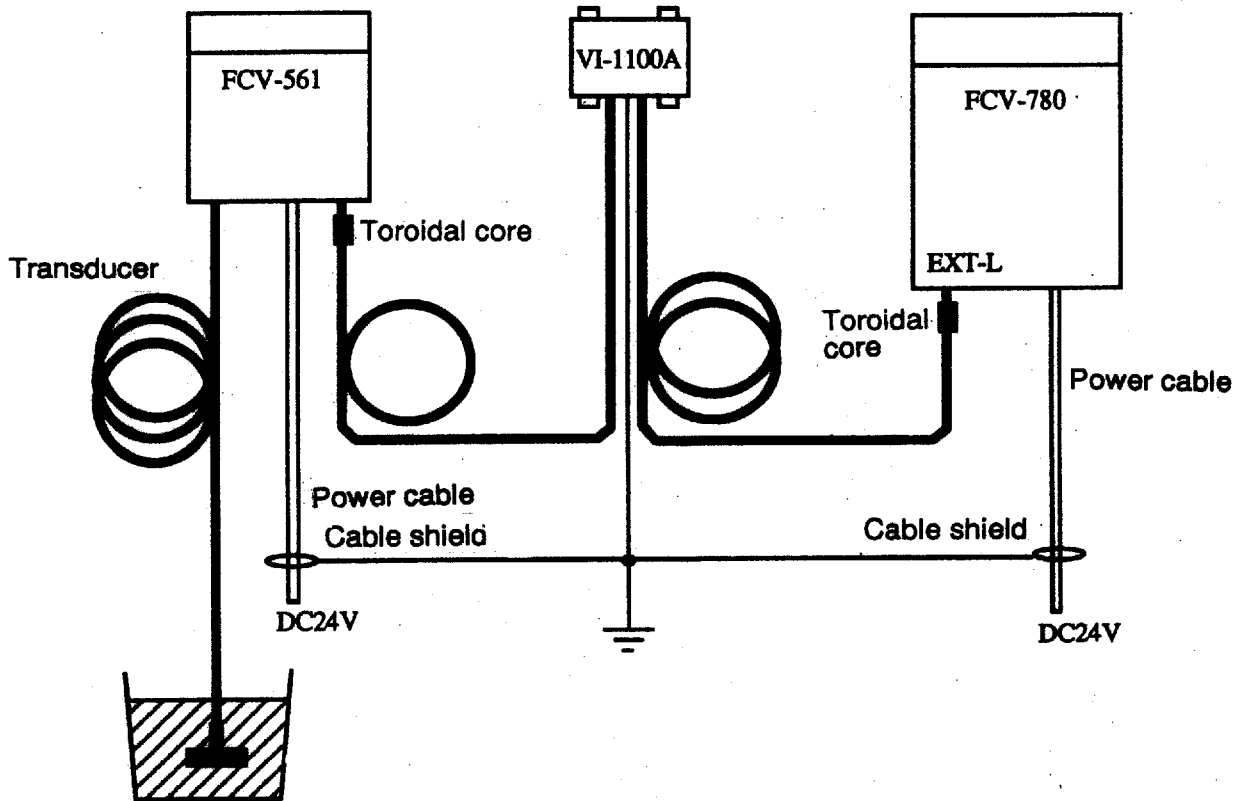 FCV-561
VI-1100A
FCV-780
Toroidal core
Transducer
EXT-L
Toroidal
core
Power cable
Power cable
Cable shield
Cable shield
DC24V
DC24V